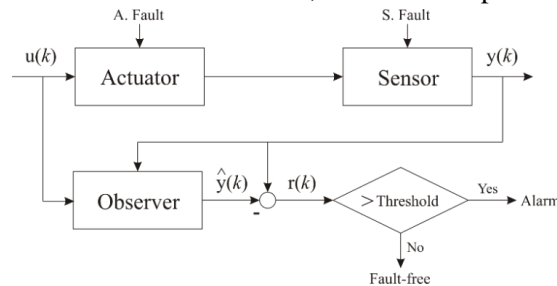 A. Fault
S. Fault
u(k)
Actuator
Sensor
y(k)
Observer
ŷ(k)
-
r(k)
> Threshold
Yes
Alarm
No
Fault-free